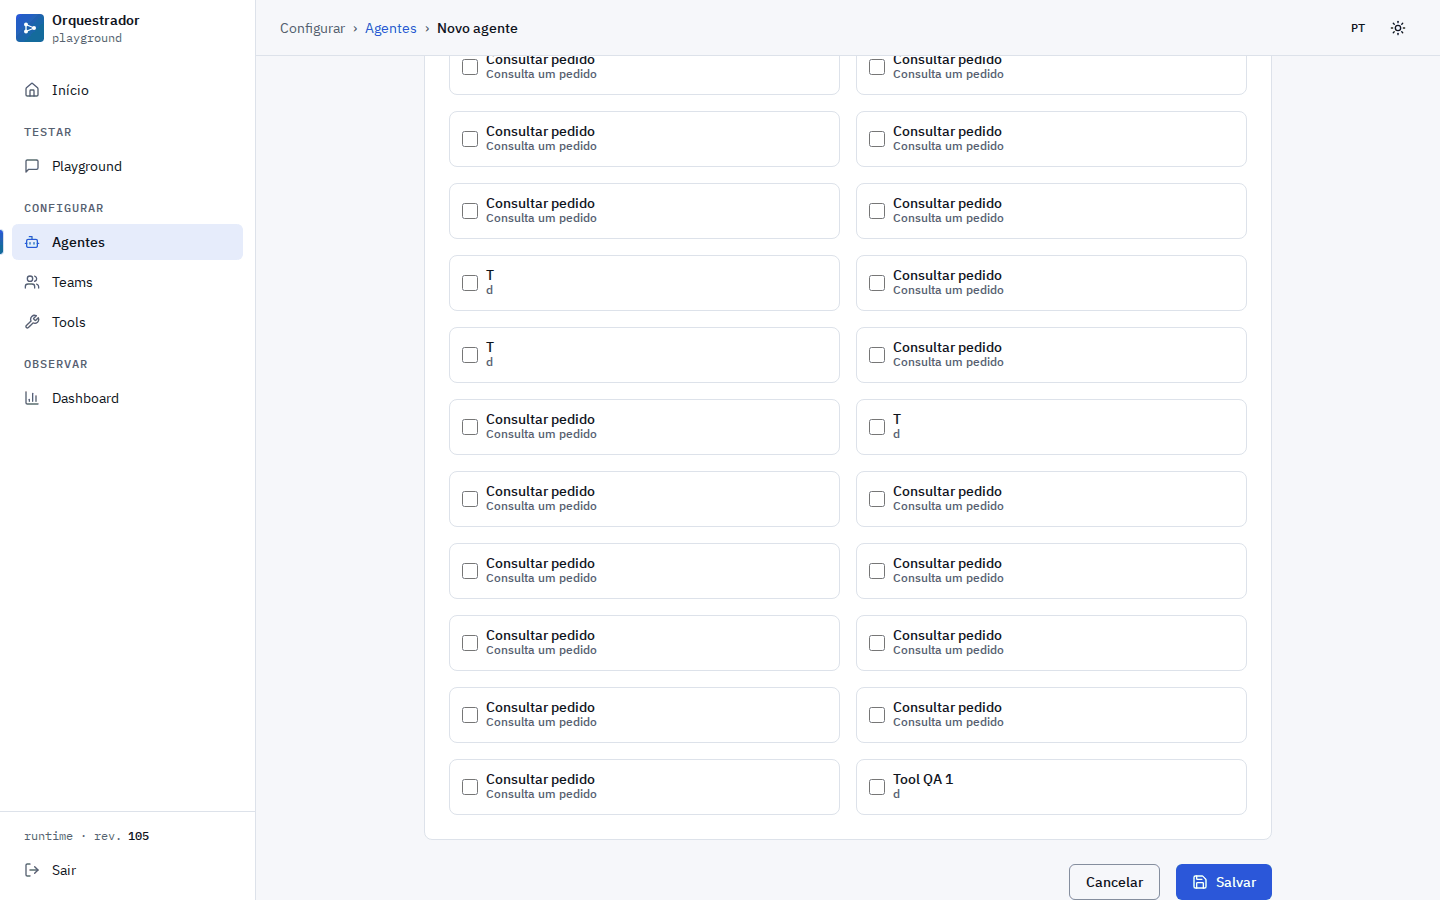 Orquestrador
playground
Início
TESTAR
Playground
CONFIGURAR
Agentes
Teams
Tools
OBSERVAR
Dashboard
runtime · rev. 105
Sair
Configurar › Agentes › Novo agente
PT
Consultar pedido
Consulta um pedido
Consultar pedido
Consulta um pedido
Consultar pedido
Consulta um pedido
Consultar pedido
Consulta um pedido
Consultar pedido
Consulta um pedido
Consultar pedido
Consulta um pedido
T
d
Consultar pedido
Consulta um pedido
T
d
Consultar pedido
Consulta um pedido
Consultar pedido
Consulta um pedido
T
d
Consultar pedido
Consulta um pedido
Consultar pedido
Consulta um pedido
Consultar pedido
Consulta um pedido
Consultar pedido
Consulta um pedido
Consultar pedido
Consulta um pedido
Consultar pedido
Consulta um pedido
Consultar pedido
Consulta um pedido
Consultar pedido
Consulta um pedido
Consultar pedido
Consulta um pedido
Tool QA 1
d
Cancelar
Salvar